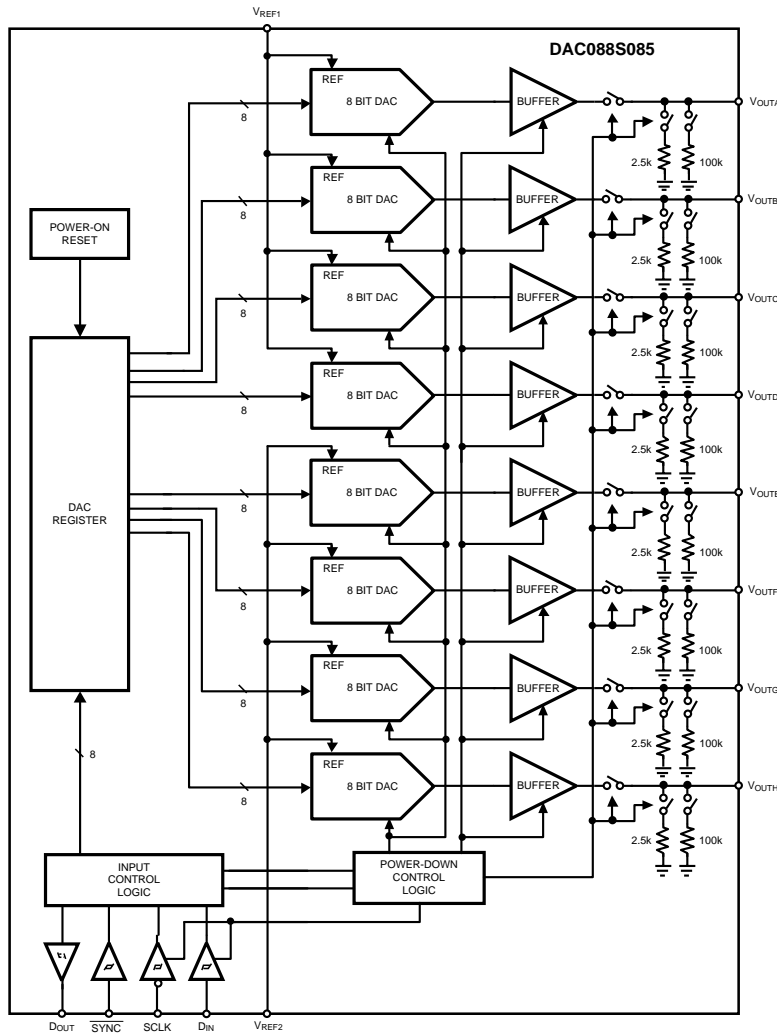 VREF1
DAC088S085
REF
8 BIT DAC
BUFFER
VOUTA
8
2.5k
100k
REF
8 BIT DAC
BUFFER
VOUTB
8
2.5k
100k
POWER-ON
RESET
REF
8 BIT DAC
BUFFER
VOUTC
8
2.5k
100k
REF
8 BIT DAC
BUFFER
VOUTD
8
2.5k
100k
DAC
REGISTER
REF
8 BIT DAC
BUFFER
VOUTE
8
2.5k
100k
REF
8 BIT DAC
BUFFER
VOUTF
8
2.5k
100k
REF
8 BIT DAC
BUFFER
VOUTG
8
2.5k
100k
8
REF
8 BIT DAC
BUFFER
VOUTH
8
2.5k
100k
INPUT
CONTROL
LOGIC
POWER-DOWN
CONTROL
LOGIC
DOUT
SYNC
SCLK
DIN
VREF2